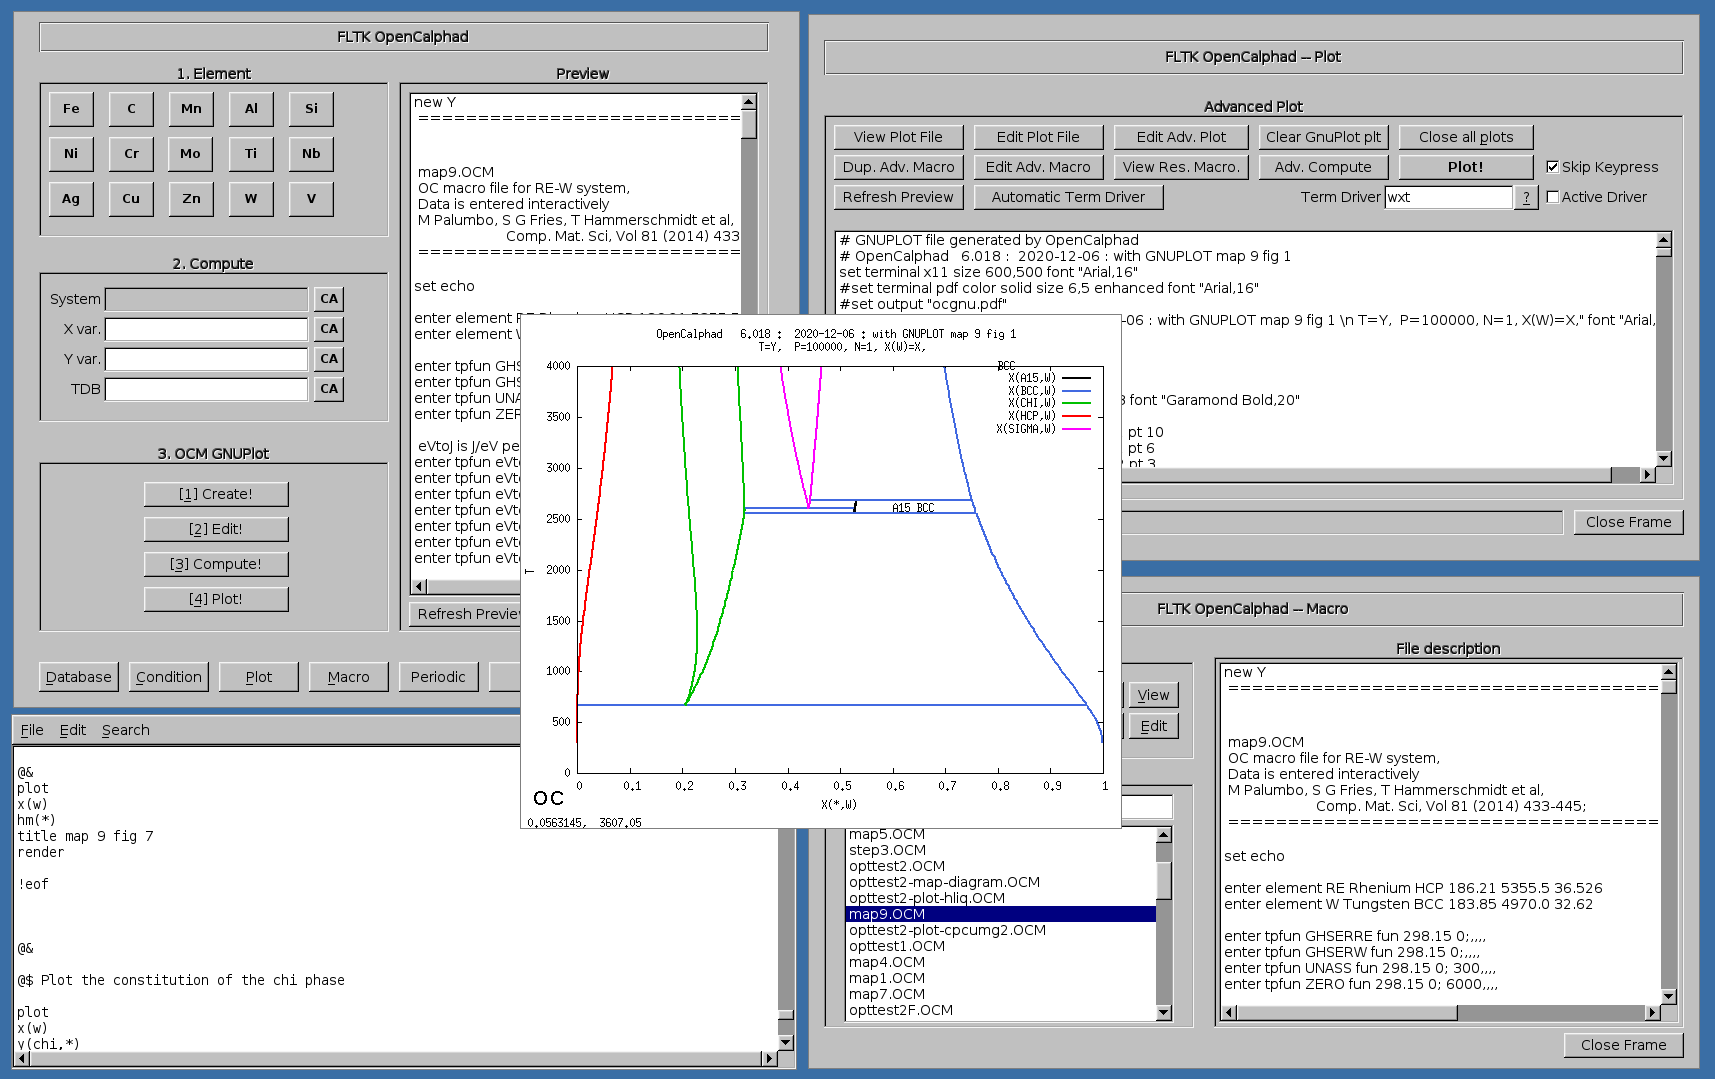 FLTK OpenCalphad
1. Element
Fe C Mn Al Si
Ni Cr Mo Ti Nb
Ag Cu Zn W V
2. Compute
System CA
X var. CA
Y var. CA
TDB CA
3. OCM GNUPlot
[1] Create!
[2] Edit!
[3] Compute!
[4] Plot!
Preview
new Y
===========================
map9.OCM
OC macro file for RE-W system,
Data is entered interactively
M Palumbo, S G Fries, T Hammerschmidt et al,
Comp. Mat. Sci, Vol 81 (2014) 433
===========================
set echo
enter element
enter element
enter tpfun GHS
enter tpfun GHS
enter tpfun UNA
enter tpfun ZER
eVtoJ is J/eV pe
enter tpfun eVt
enter tpfun eVt
enter tpfun eVt
enter tpfun eVt
enter tpfun eVt
enter tpfun eVt
enter tpfun eVt
Refresh Preview
Database Condition Plot Macro Periodic
File Edit Search
@&
plot
x(w)
hm(*)
title map 9 fig 7
render
!eof
@&
@$ Plot the constitution of the chi phase
plot
x(w)
y(chi,*)
FLTK OpenCalphad -- Plot
Advanced Plot
View Plot File Edit Plot File Edit Adv. Plot Clear GnuPlot plt Close all plots
Dup. Adv. Macro Edit Adv. Macro View Res. Macro. Adv. Compute Plot! Skip Keypress
Refresh Preview Automatic Term Driver Term Driver wxt ? Active Driver
# GNUPLOT file generated by OpenCalphad
# OpenCalphad 6.018 : 2020-12-06 : with GNUPLOT map 9 fig 1
set terminal x11 size 600,500 font "Arial,16"
#set terminal pdf color solid size 6,5 enhanced font "Arial,16"
#set output "ocgnu.pdf"
-06 : with GNUPLOT map 9 fig 1 \n T=Y, P=100000, N=1, X(W)=X," font "Arial,
font "Garamond Bold,20"
pt 10
pt 6
pt 3
Close Frame
OpenCalphad 6.018 : 2020-12-06 : with GNUPLOT map 9 fig 1
T=Y, P=100000, N=1, X(W)=X,
BCC
X(A15,W)
X(BCC,W)
X(CHI,W)
X(HCP,W)
X(SIGMA,W)
A15 BCC
4000
3500
3000
2500
2000
1500
1000
500
0
T
0 0.1 0.2 0.3 0.4 0.5 0.6 0.7 0.8 0.9 1
X(*,W)
OC
0.0563145, 3607.05
FLTK OpenCalphad -- Macro
View
Edit
map5.OCM
step3.OCM
opttest2.OCM
opttest2-map-diagram.OCM
opttest2-plot-hliq.OCM
map9.OCM
opttest2-plot-cpcumg2.OCM
opttest1.OCM
map4.OCM
map1.OCM
map7.OCM
opttest2F.OCM
File description
new Y
====================================
map9.OCM
OC macro file for RE-W system,
Data is entered interactively
M Palumbo, S G Fries, T Hammerschmidt et al,
Comp. Mat. Sci, Vol 81 (2014) 433-445;
====================================
set echo
enter element RE Rhenium HCP 186.21 5355.5 36.526
enter element W Tungsten BCC 183.85 4970.0 32.62
enter tpfun GHSERRE fun 298.15 0;,,,,
enter tpfun GHSERW fun 298.15 0;,,,,
enter tpfun UNASS fun 298.15 0; 300,,,,
enter tpfun ZERO fun 298.15 0; 6000,,,,
Close Frame